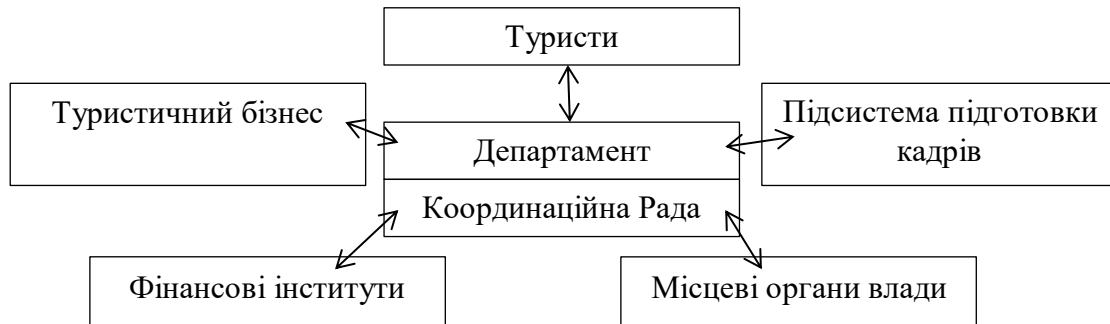 Туристи
Туристичний бізнес
Підсистема підготовки
кадрів
Департамент
Координаційна Рада
Фінансові інститути
Місцеві органи влади